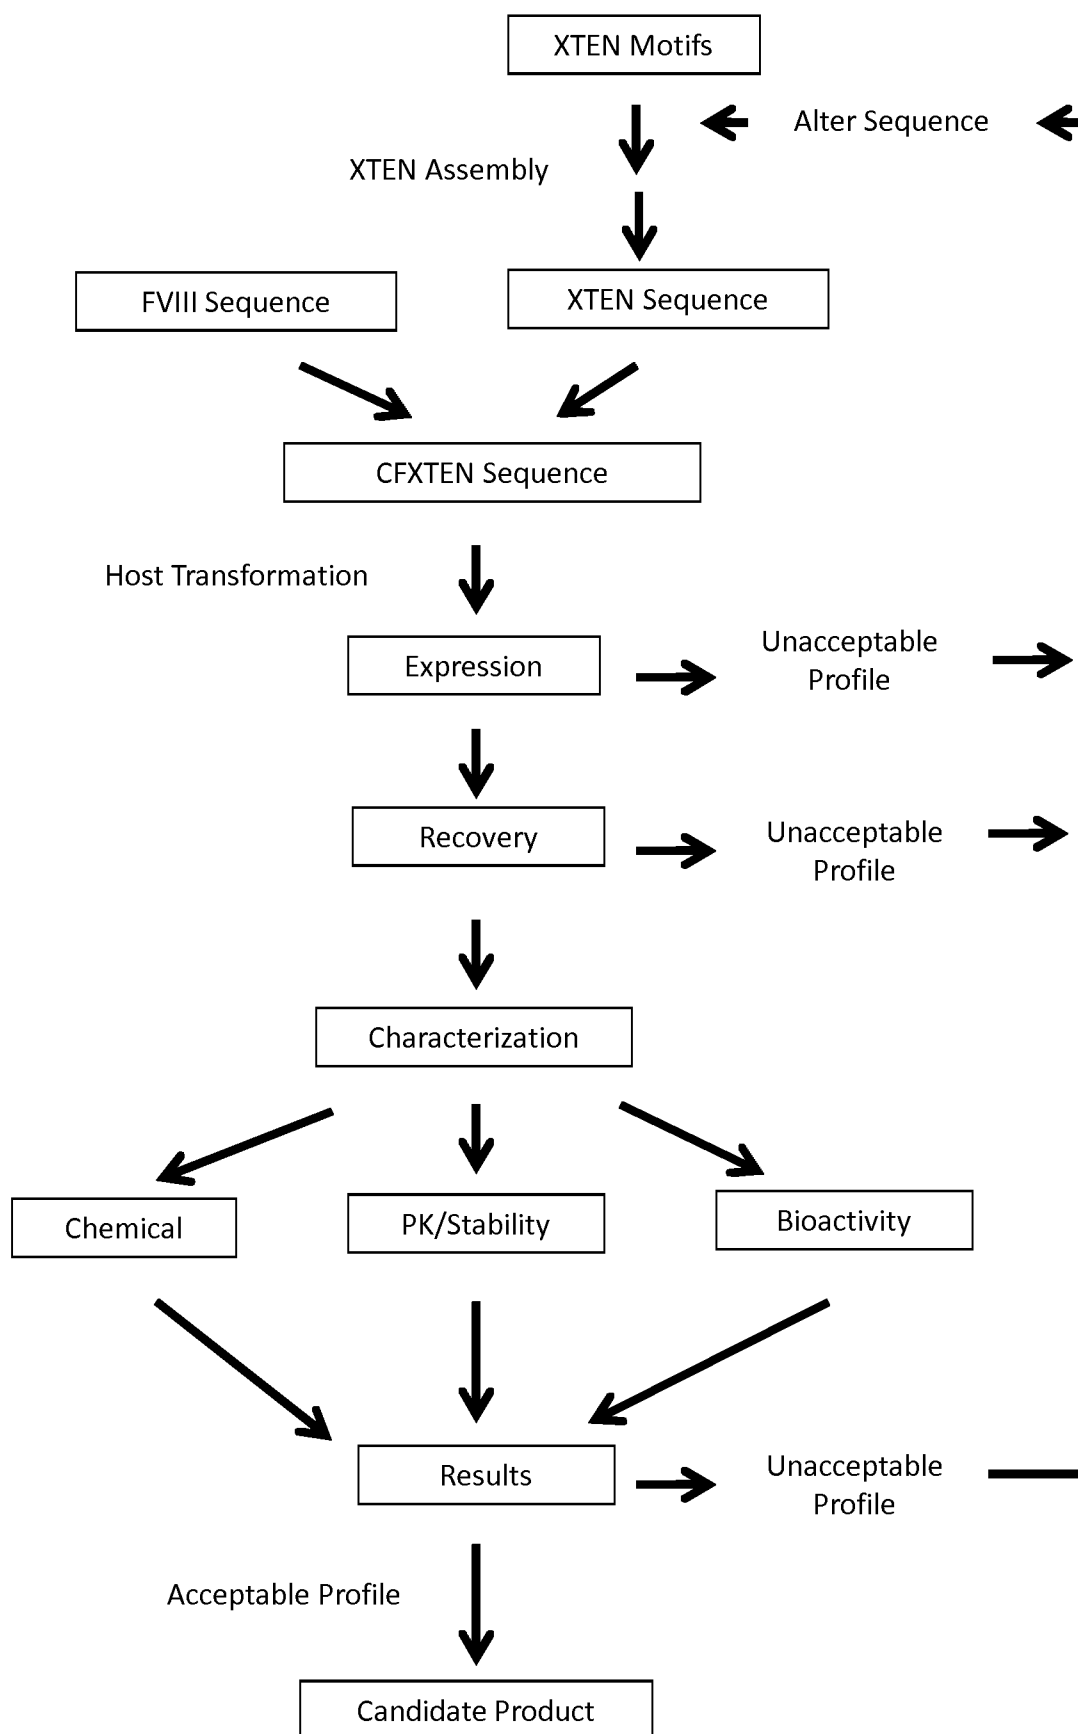 XTEN Motifs
Alter Sequence
XTEN Assembly
FVIII Sequence
XTEN Sequence
CFXTEN Sequence
Host Transformation
Expression
Unacceptable
Profile
Recovery
Unacceptable
Profile
Characterization
Chemical
PK/Stability
Bioactivity
Results
Unacceptable
Profile
Acceptable Profile
Candidate Product